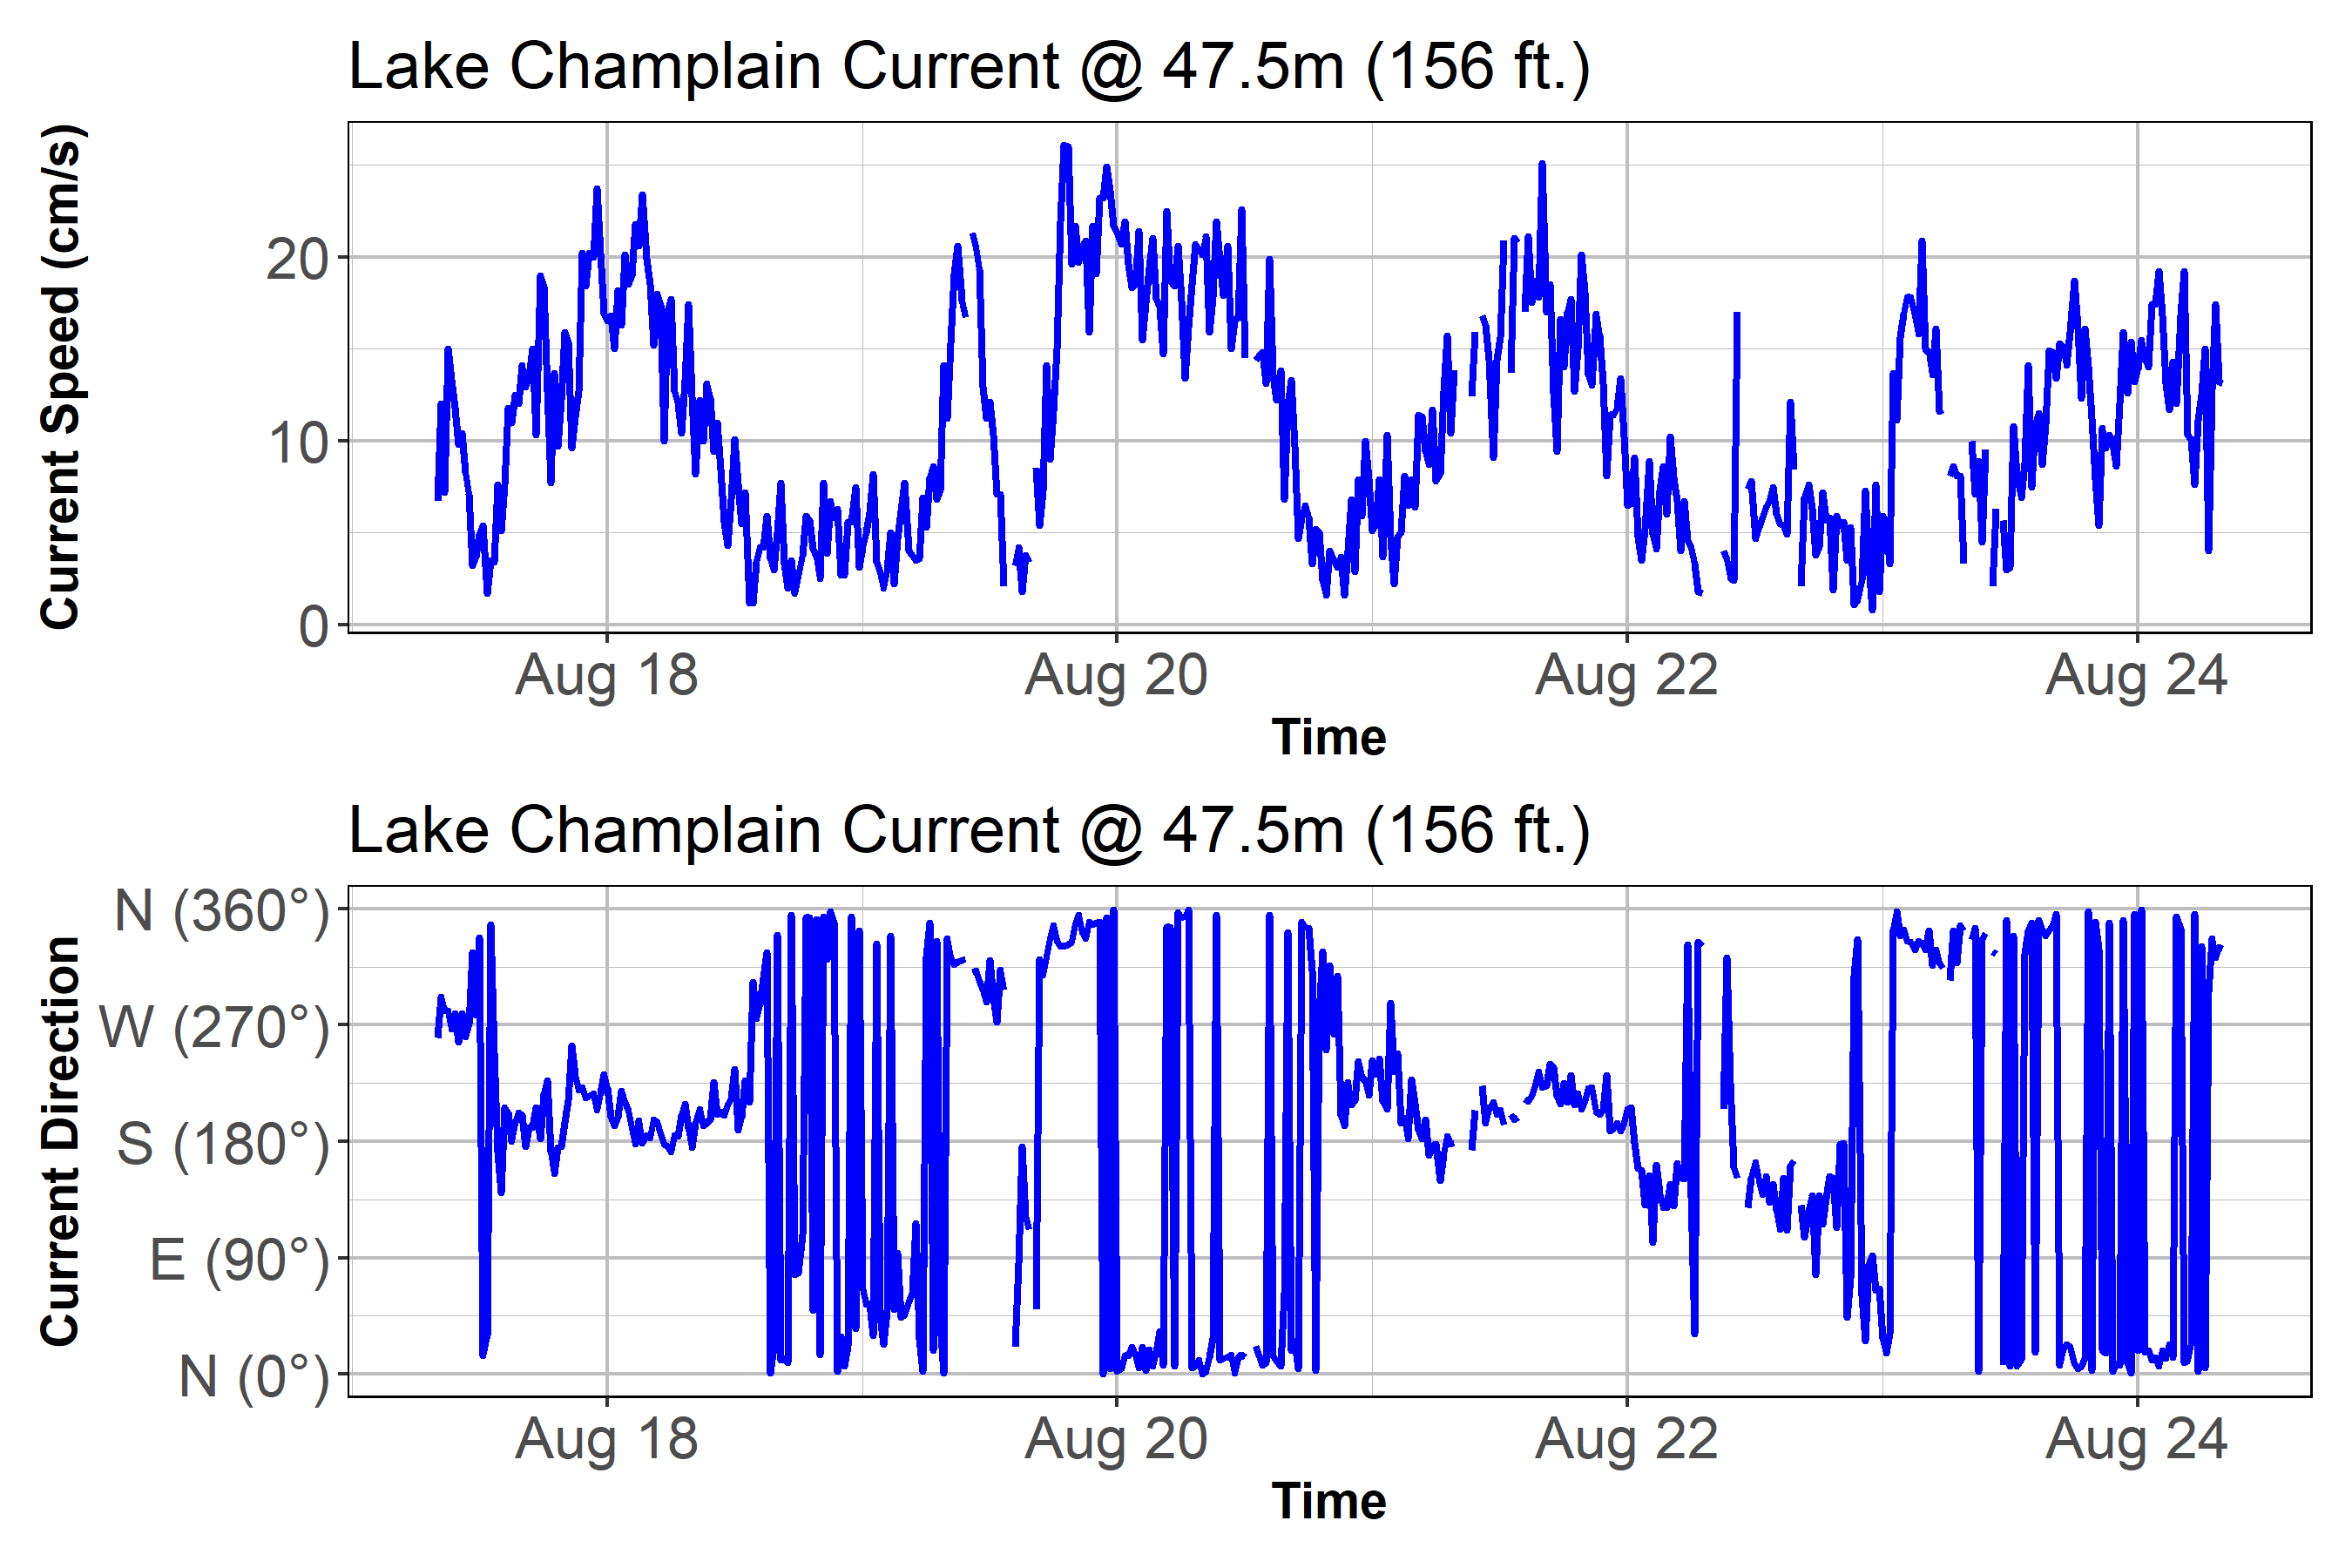 Lake Champlain Current @ 47.5m (156 ft.)
Current Speed (cm/s)
20
10
0
Aug 18 Aug 20 Aug 22 Aug 24
Time
Lake Champlain Current @ 47.5m (156 ft.)
Current Direction
N (360°)
W (270°)
S (180°)
E (90°)
N (0°)
Aug 18 Aug 20 Aug 22 Aug 24
Time